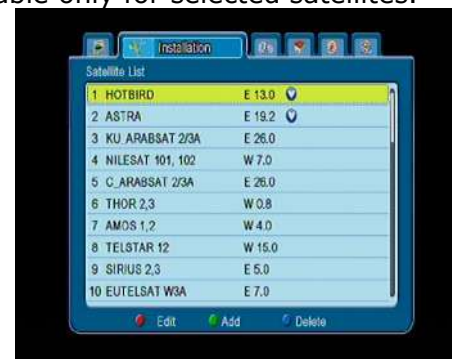 able only for selected satellites.
Installation
Satellite List
1 HOTBIRD E 13.0
2 ASTRA E 19.2
3 KU_ARABSAT 2/3A E 26.0
4 NILESAT 101, 102 W 7.0
5 C_ARABSAT 2/3A E 26.0
6 THOR 2,3 W 0.8
7 AMOS 1,2 W 4.0
8 TELSTAR 12 W 15.0
9 SIRIUS 2,3 E 5.0
10 EUTELSAT W3A E 7.0
Edit Add Delete